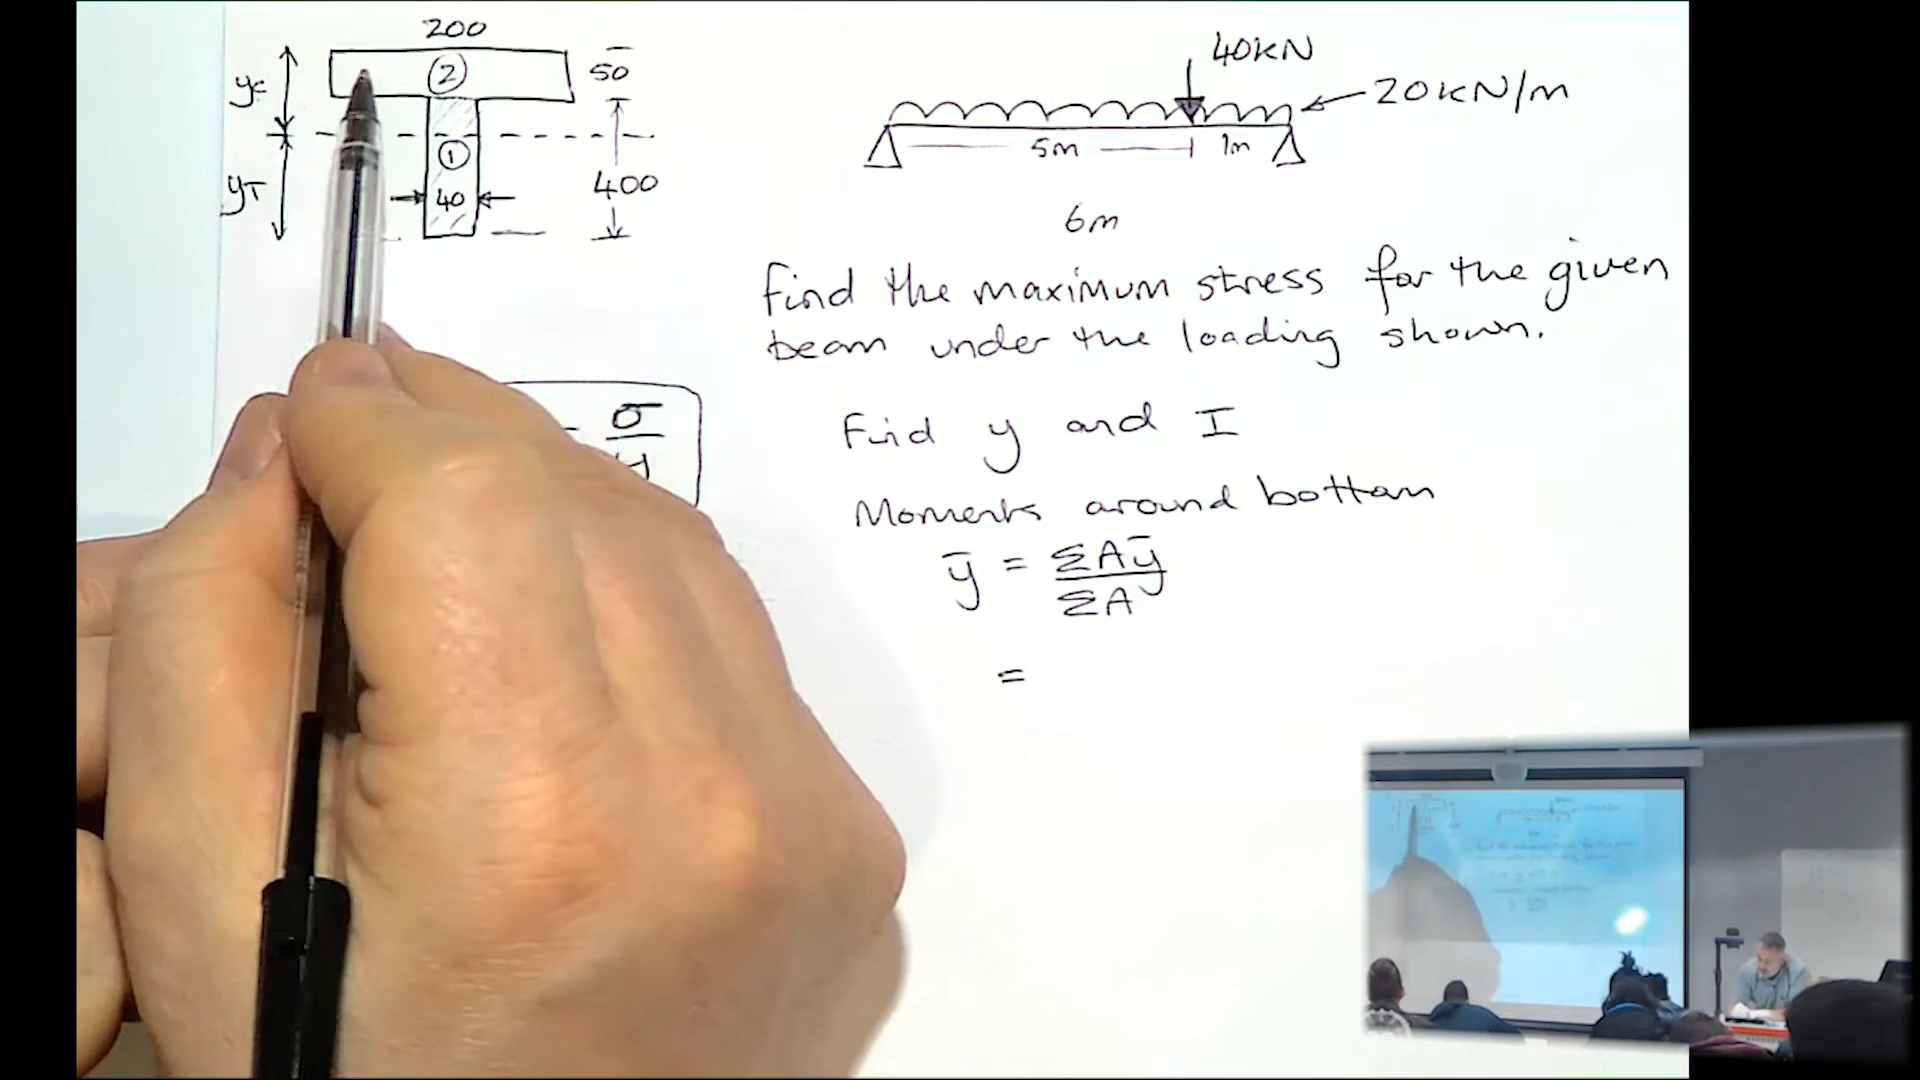 200
yc
2
50
yT
1
40
400
40kN
20kN/m
5m
1m
6m
find the maximum stress for the given
beam under the loading shown.
σ
Find y and I
Moments around bottom
ȳ = ΣAȳ
ΣA
=